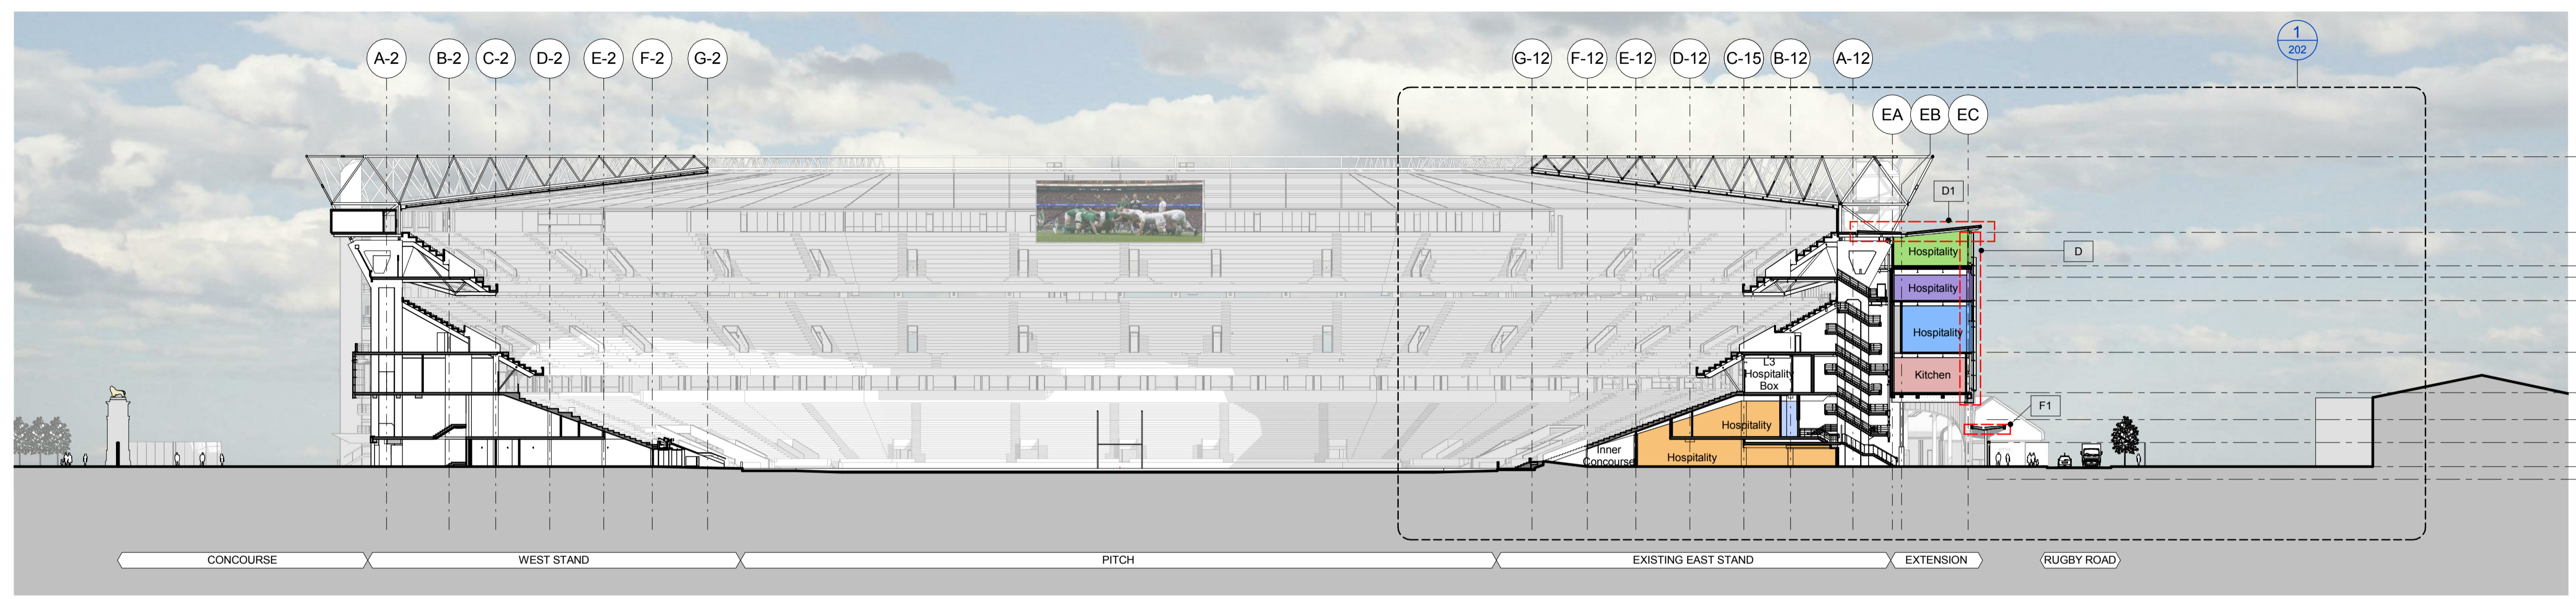 1
202
A-2
B-2
C-2
D-2
E-2
F-2
G-2
G-12
F-12
E-12
D-12
C-15
B-12
A-12
EA
EB
EC
D1
D
Hospitality
Hospitality
Hospitality
L3
Hospitality
Box
Kitchen
F1
Hospitality
Inner
Concourse
Hospitality
CONCOURSE
WEST STAND
PITCH
EXISTING EAST STAND
EXTENSION
RUGBY ROAD